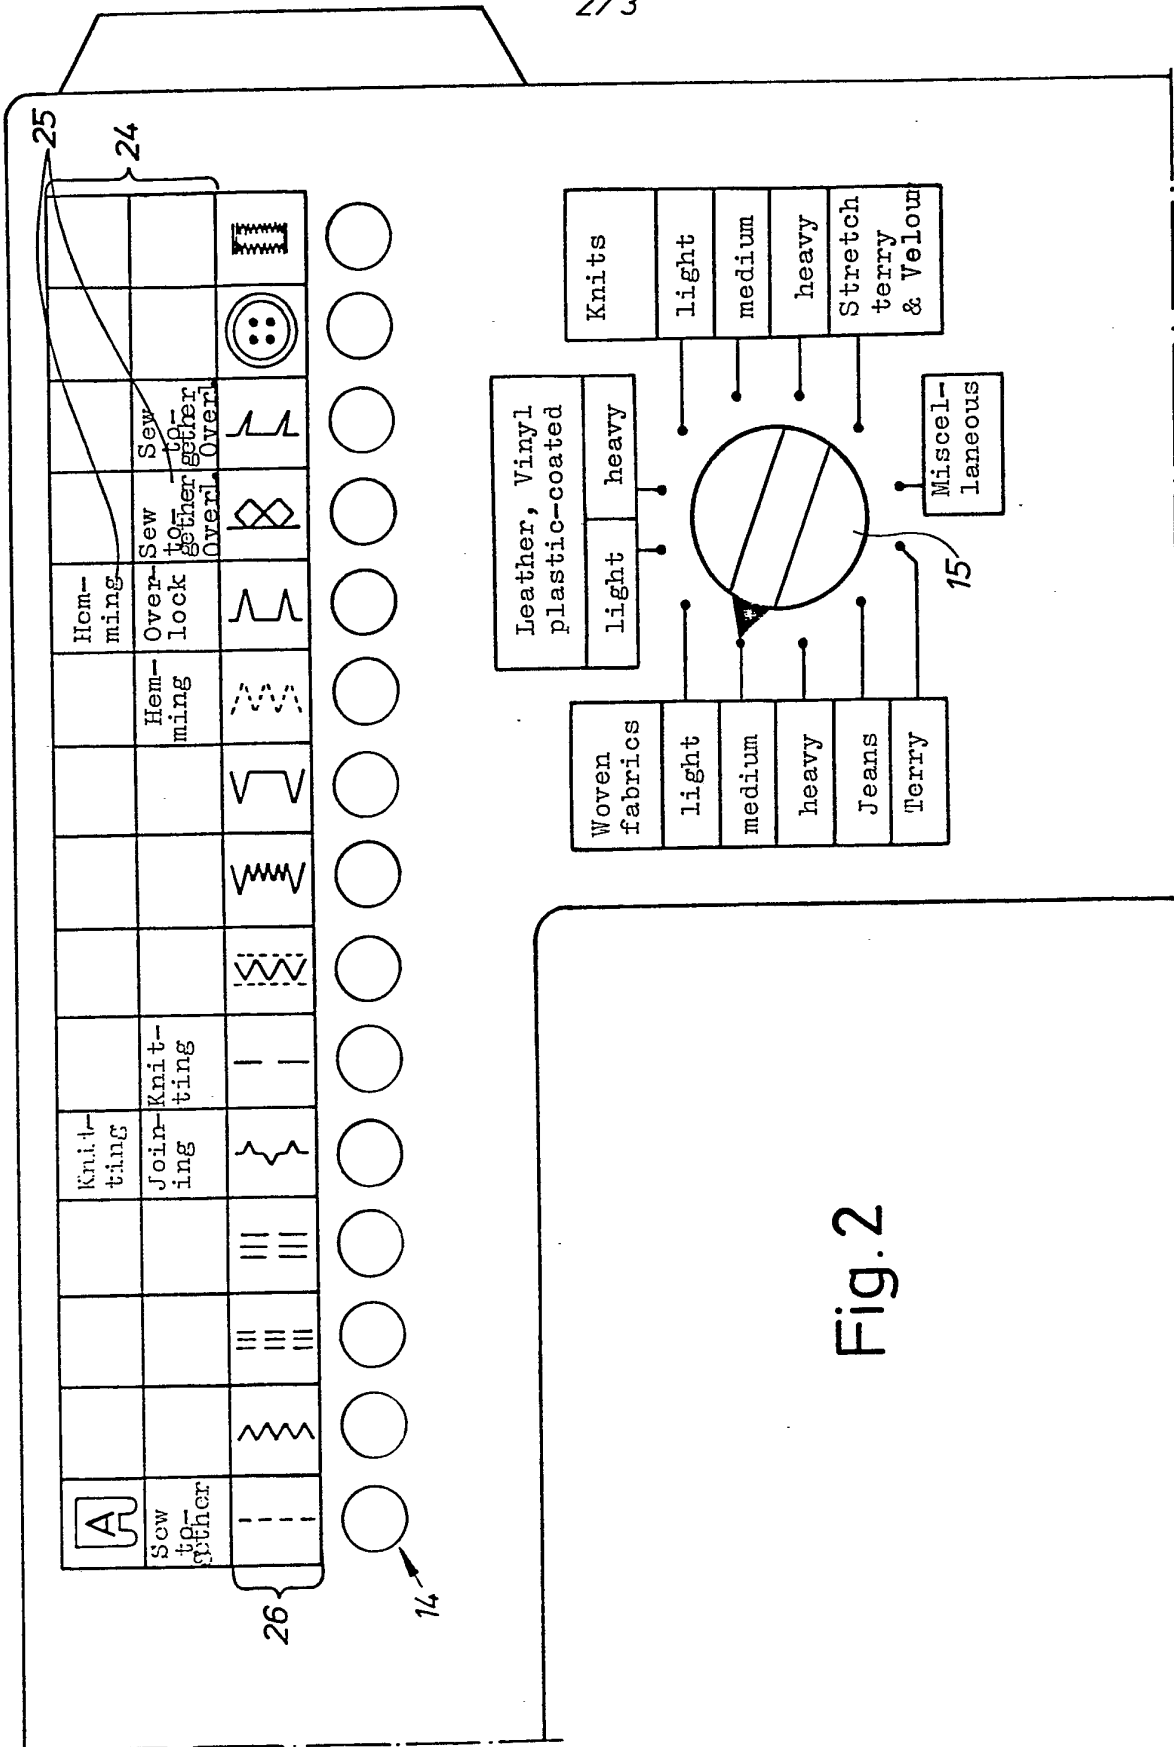 2/3
25
24
Hem-
ming
Knit-
ting
A
Sew
to-
gether
Join-
ing
Knit-
ting
Hem-
ming
Over-
lock
Sew
to-
gether
Overl.
Sew
to-
gether
Overl.
26
14
Leather, Vinyl
plastic-coated
light
heavy
Woven
fabrics
light
medium
heavy
Jeans
Terry
Knits
light
medium
heavy
Stretch
terry
& Velour
Miscel-
laneous
15
Fig. 2